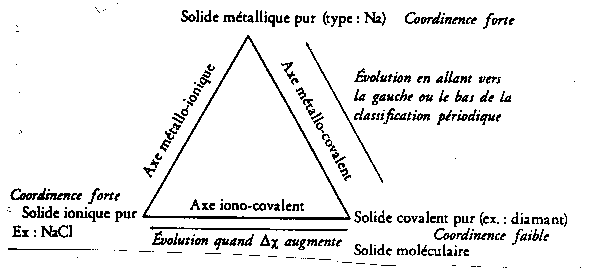 Solide métallique pur (type : Na) Coordinence forte
Axe métallo-ionique
Axe métallo-covalent
Évolution en allant vers
la gauche ou le bas de la
classification périodique
Coordinence forte
Solide ionique pur
Ex : NaCl
Axe iono-covalent
Évolution quand Δχ augmente
Solide covalent pur (ex. : diamant)
Coordinence faible
Solide moléculaire